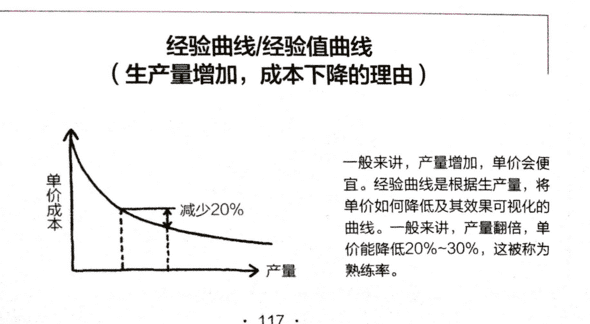 经验曲线/经验值曲线
（生产量增加，成本下降的理由）
单价成本
减少20%
产量
一般来讲，产量增加，单价会便
宜。经验曲线是根据生产量，将
单价如何降低及其效果可视化的
曲线。一般来讲，产量翻倍，单
价能降低20%~30%，这被称为
熟练率。
· 117 ·